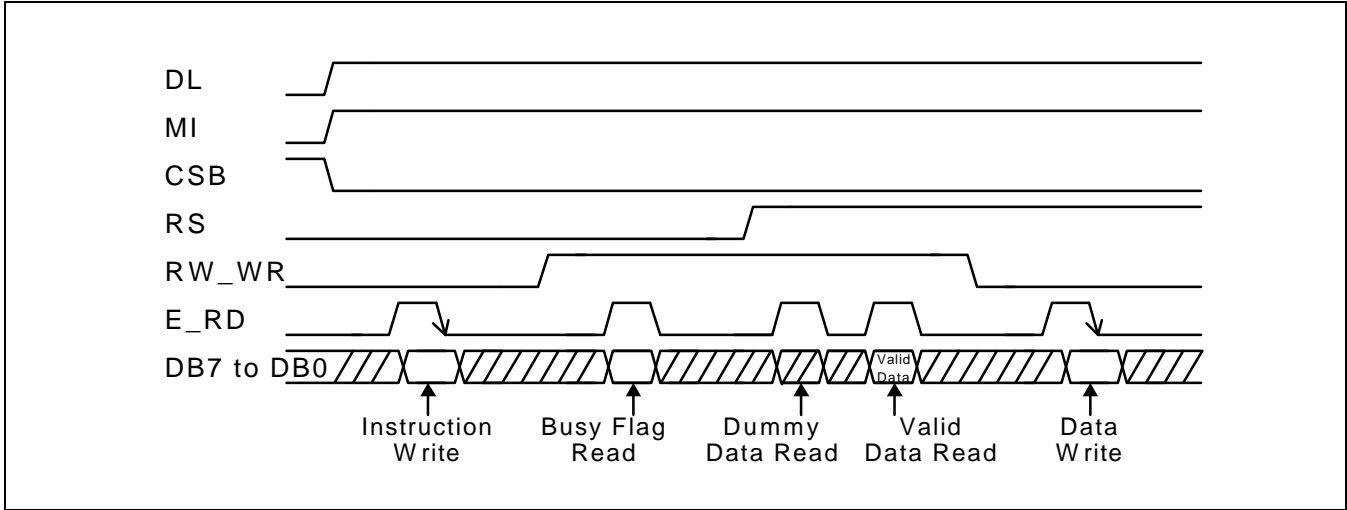 DL
MI
CSB
RS
RW_WR
E_RD
DB7 to DB0
Valid
Data
Instruction Busy Flag Dummy Valid Data
Write Read Data Read Data Read Write